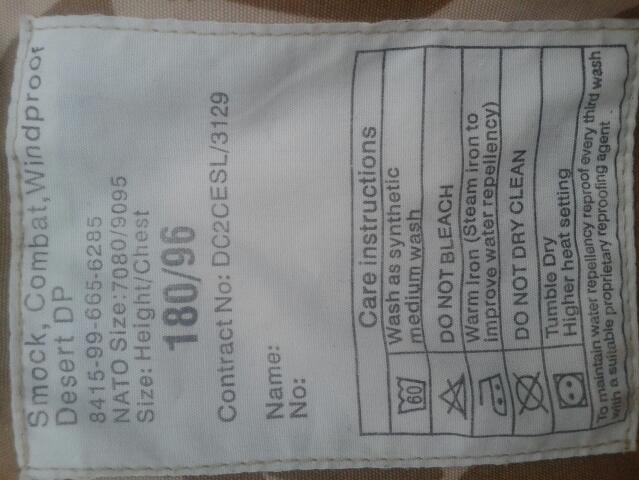 Smock, Combat, Windproof
Desert DP
8415-99-665-6285
NATO Size:7080/9095
Size: Height/Chest
180/96
Contract No: DC2CESL/3129
Name:
No:
Care instructions
60
Wash as synthetic
medium wash
DO NOT BLEACH
Warm Iron (Steam iron to
improve water repellency)
DO NOT DRY CLEAN
Tumble Dry
Higher heat setting
To maintain water repellency reproof every third wash
with a suitable proprietary reproofing agent.